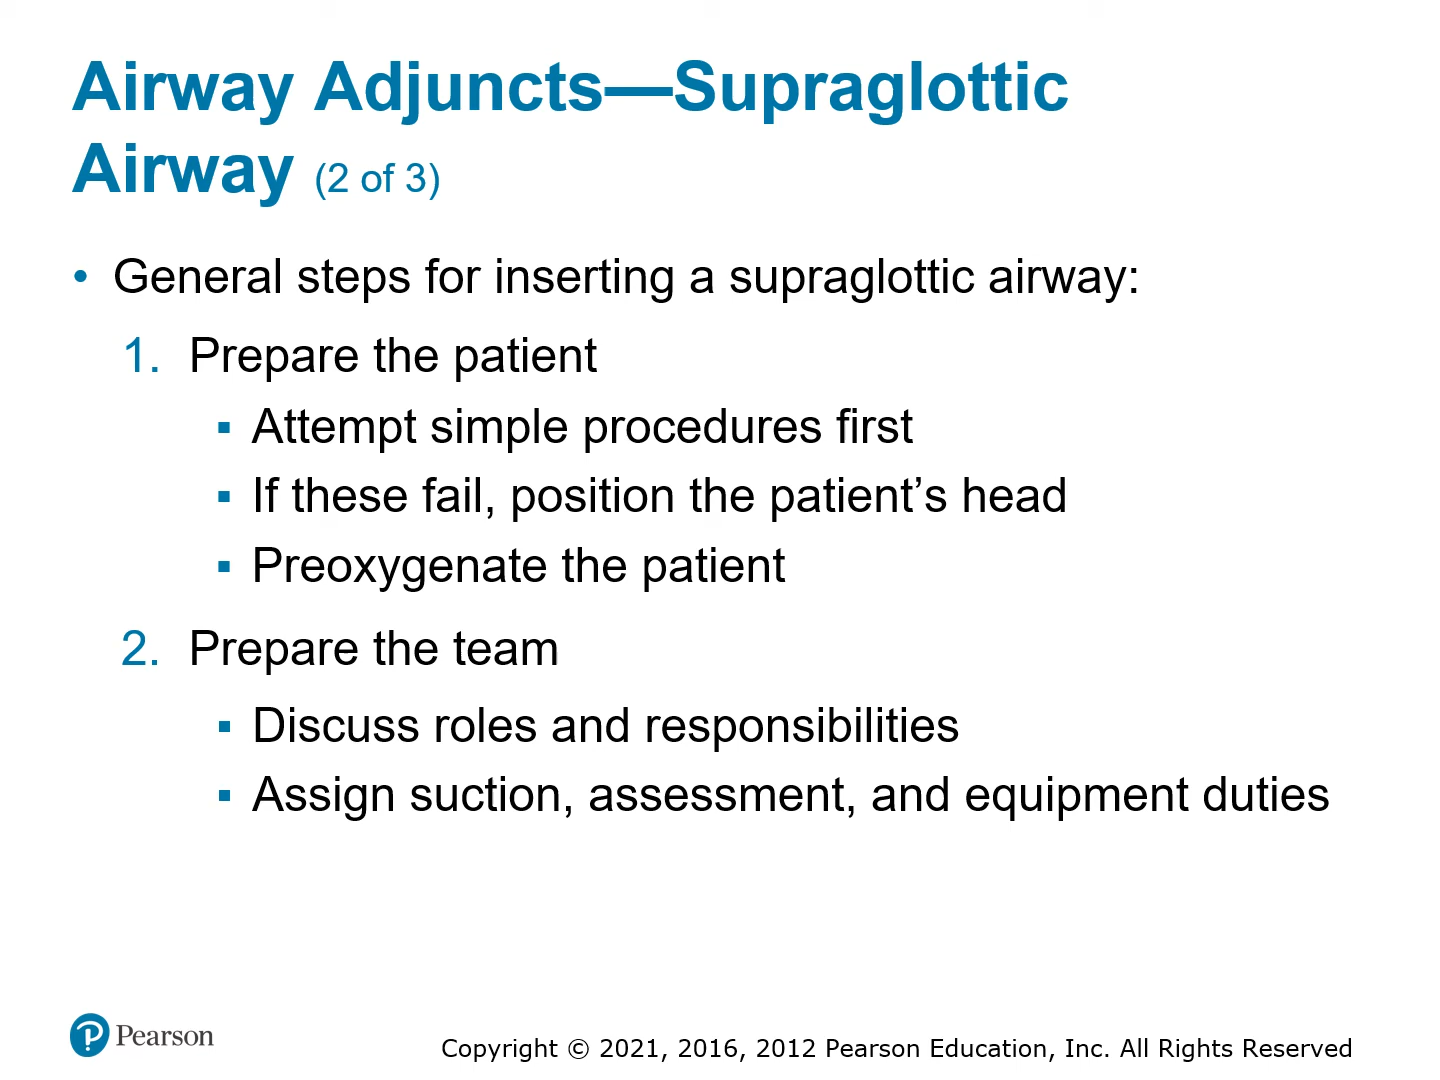 Airway Adjuncts—Supraglottic
Airway (2 of 3)
• General steps for inserting a supraglottic airway:
1. Prepare the patient
▪ Attempt simple procedures first
▪ If these fail, position the patient’s head
▪ Preoxygenate the patient
2. Prepare the team
▪ Discuss roles and responsibilities
▪ Assign suction, assessment, and equipment duties
Pearson
Copyright © 2021, 2016, 2012 Pearson Education, Inc. All Rights Reserved